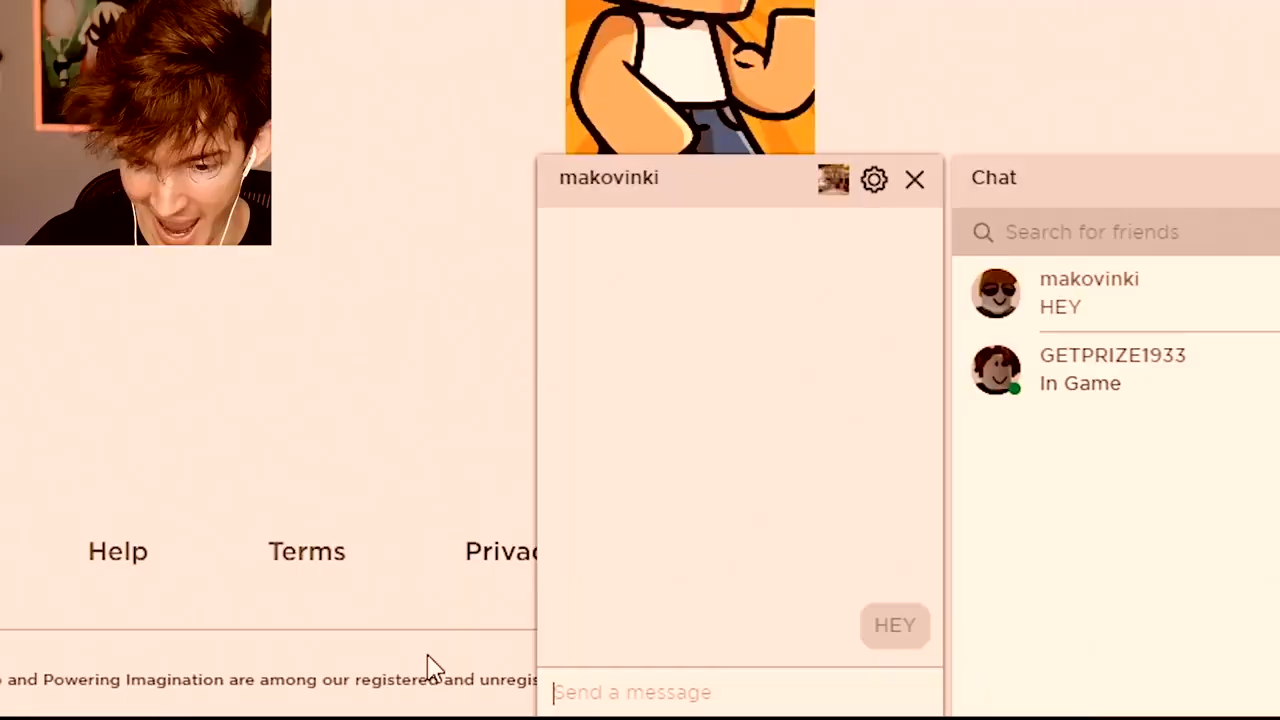 makovinki
Chat
Search for friends
makovinki
HEY
GETPRIZE1933
In Game
Help
Terms
Privac
HEY
and Powering Imagination are among our registered and unregis
Send a message